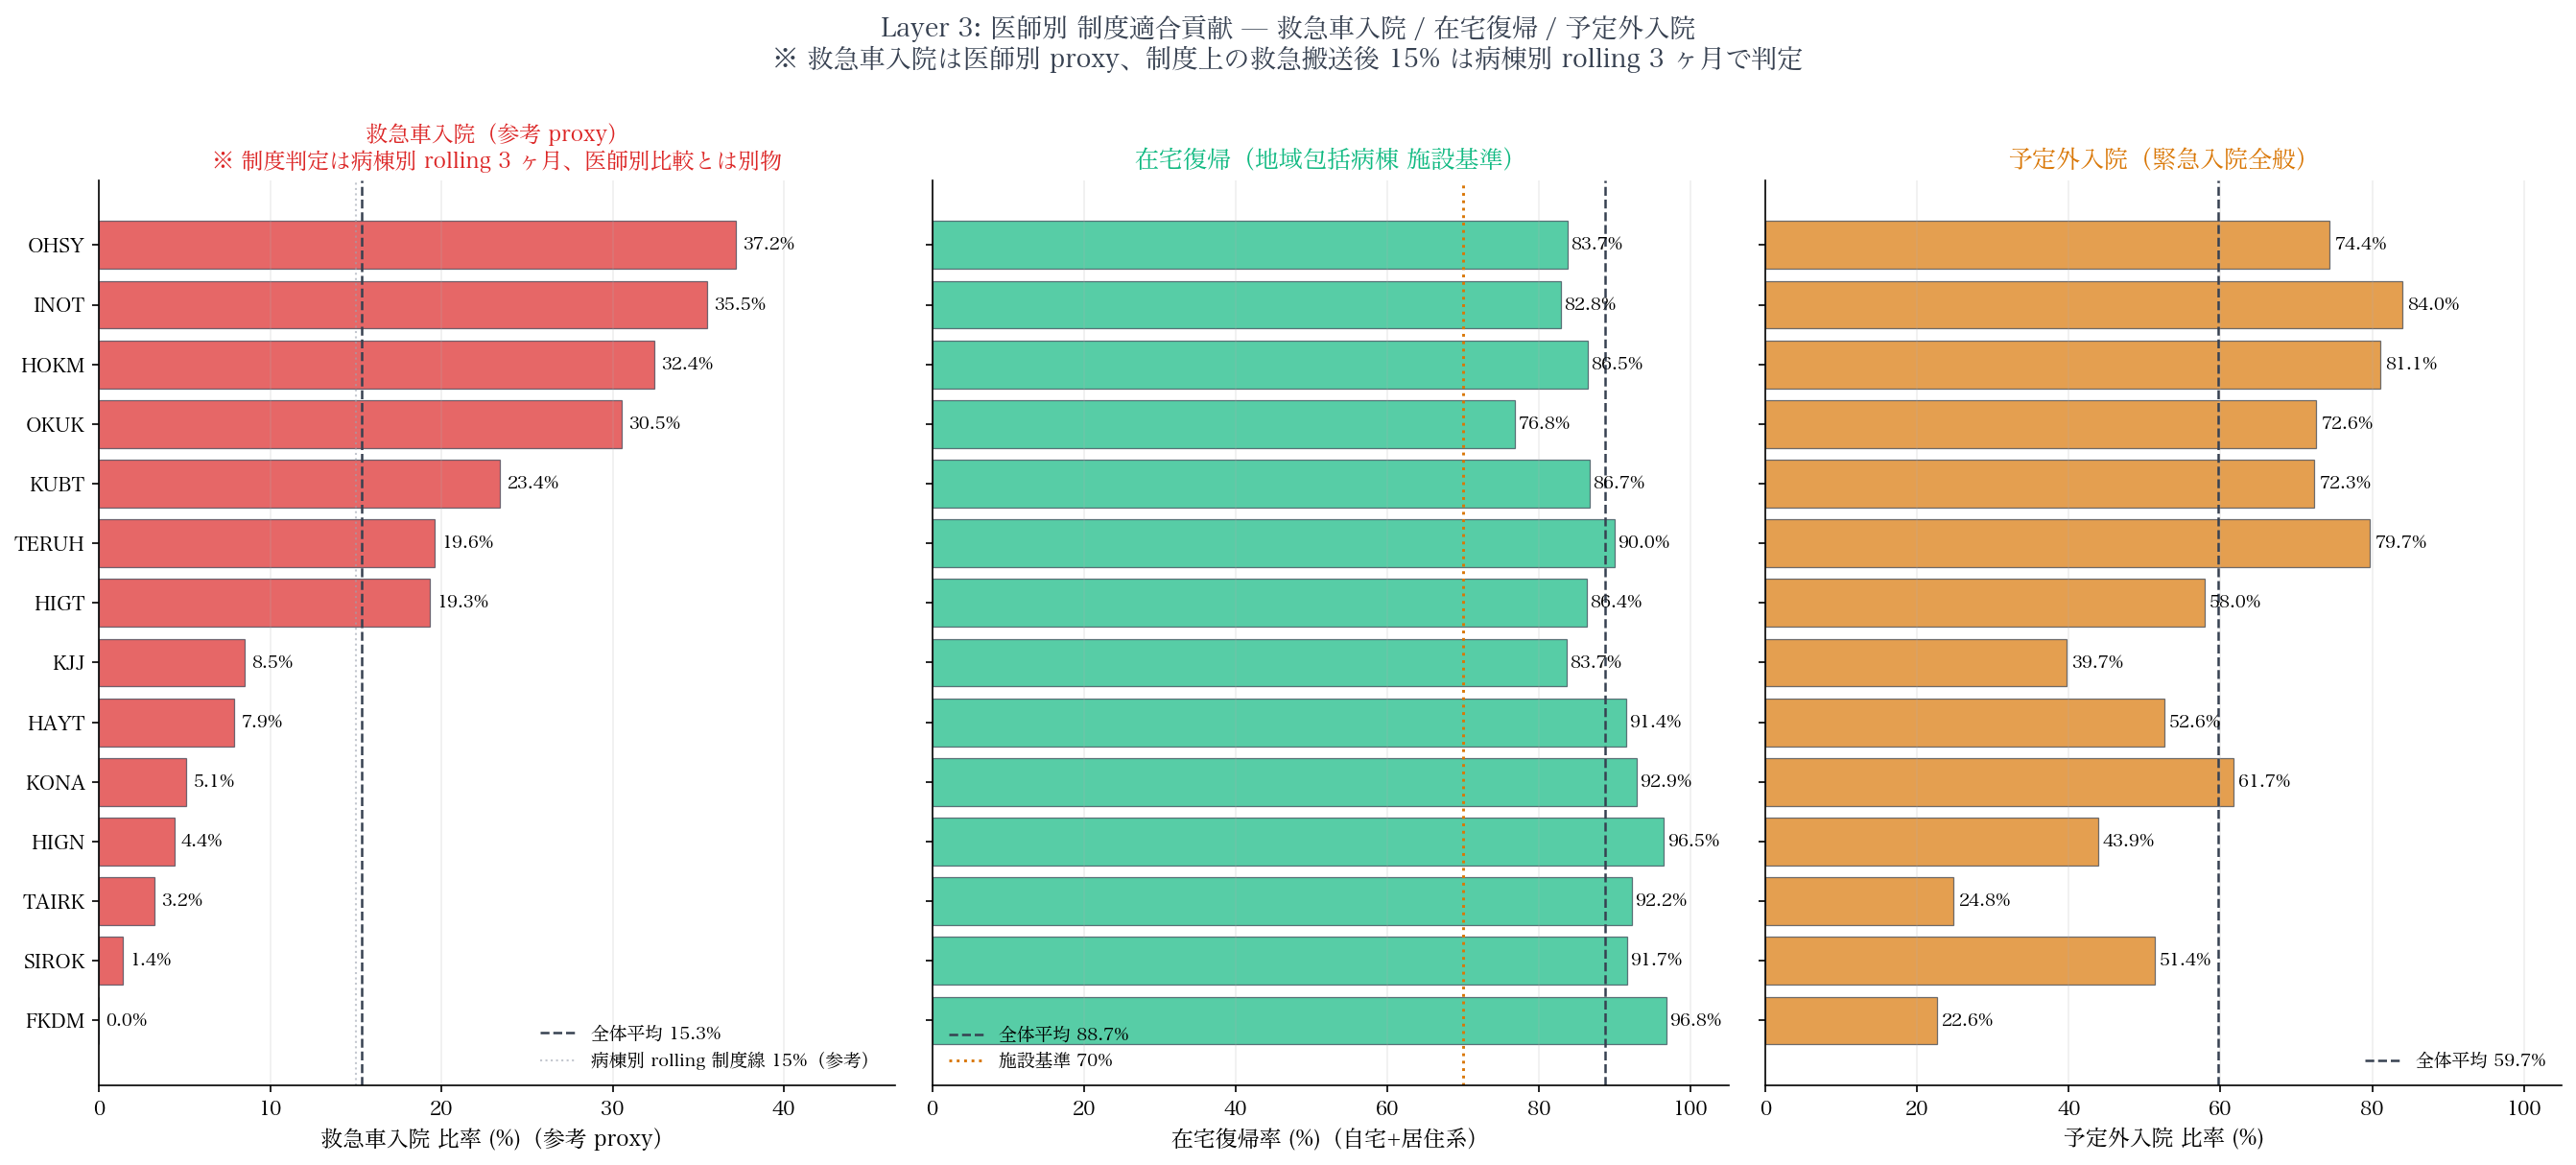 Layer 3: 医師別 制度適合貢献 — 救急車入院 / 在宅復帰 / 予定外入院
※ 救急車入院は医師別 proxy、制度上の救急搬送後 15% は病棟別 rolling 3 ヶ月で判定
救急車入院（参考 proxy）
※ 制度判定は病棟別 rolling 3 ヶ月、医師別比較とは別物
OHSY
37.2%
INOT
35.5%
HOKM
32.4%
OKUK
30.5%
KUBT
23.4%
TERUH
19.6%
HIGT
19.3%
KJJ
8.5%
HAYT
7.9%
KONA
5.1%
HIGN
4.4%
TAIRK
3.2%
SIROK
1.4%
FKDM
0.0%
全体平均 15.3%
病棟別 rolling 制度線 15%（参考）
0 10 20 30 40
救急車入院 比率 (%)（参考 proxy）
在宅復帰（地域包括病棟 施設基準）
83.7%
82.8%
86.5%
76.8%
86.7%
90.0%
86.4%
83.7%
91.4%
92.9%
96.5%
92.2%
91.7%
96.8%
全体平均 88.7%
施設基準 70%
0 20 40 60 80 100
在宅復帰率 (%)（自宅+居住系）
予定外入院（緊急入院全般）
74.4%
84.0%
81.1%
72.6%
72.3%
79.7%
58.0%
39.7%
52.6%
61.7%
43.9%
24.8%
51.4%
22.6%
全体平均 59.7%
0 20 40 60 80 100
予定外入院 比率 (%)